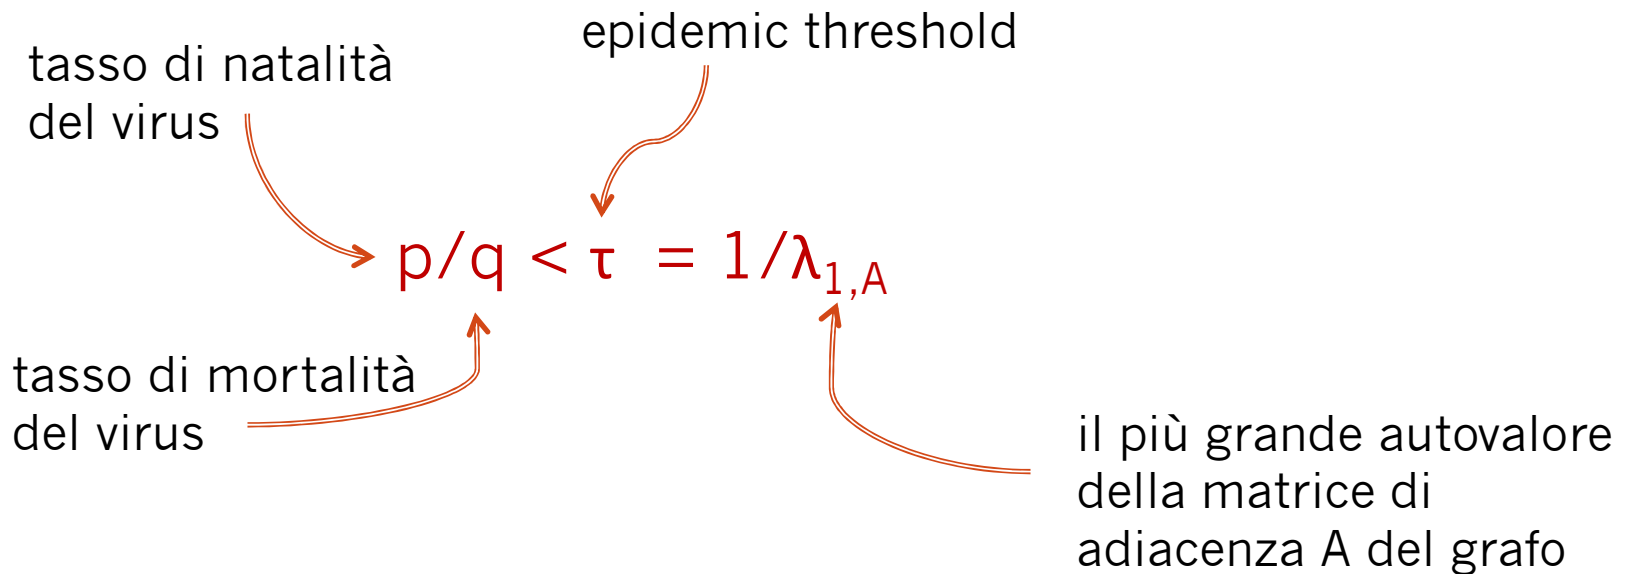 epidemic threshold
tasso di natalità
del virus
p/q < τ = 1/λ₁,A
tasso di mortalità
del virus
il più grande autovalore
della matrice di
adiacenza A del grafo